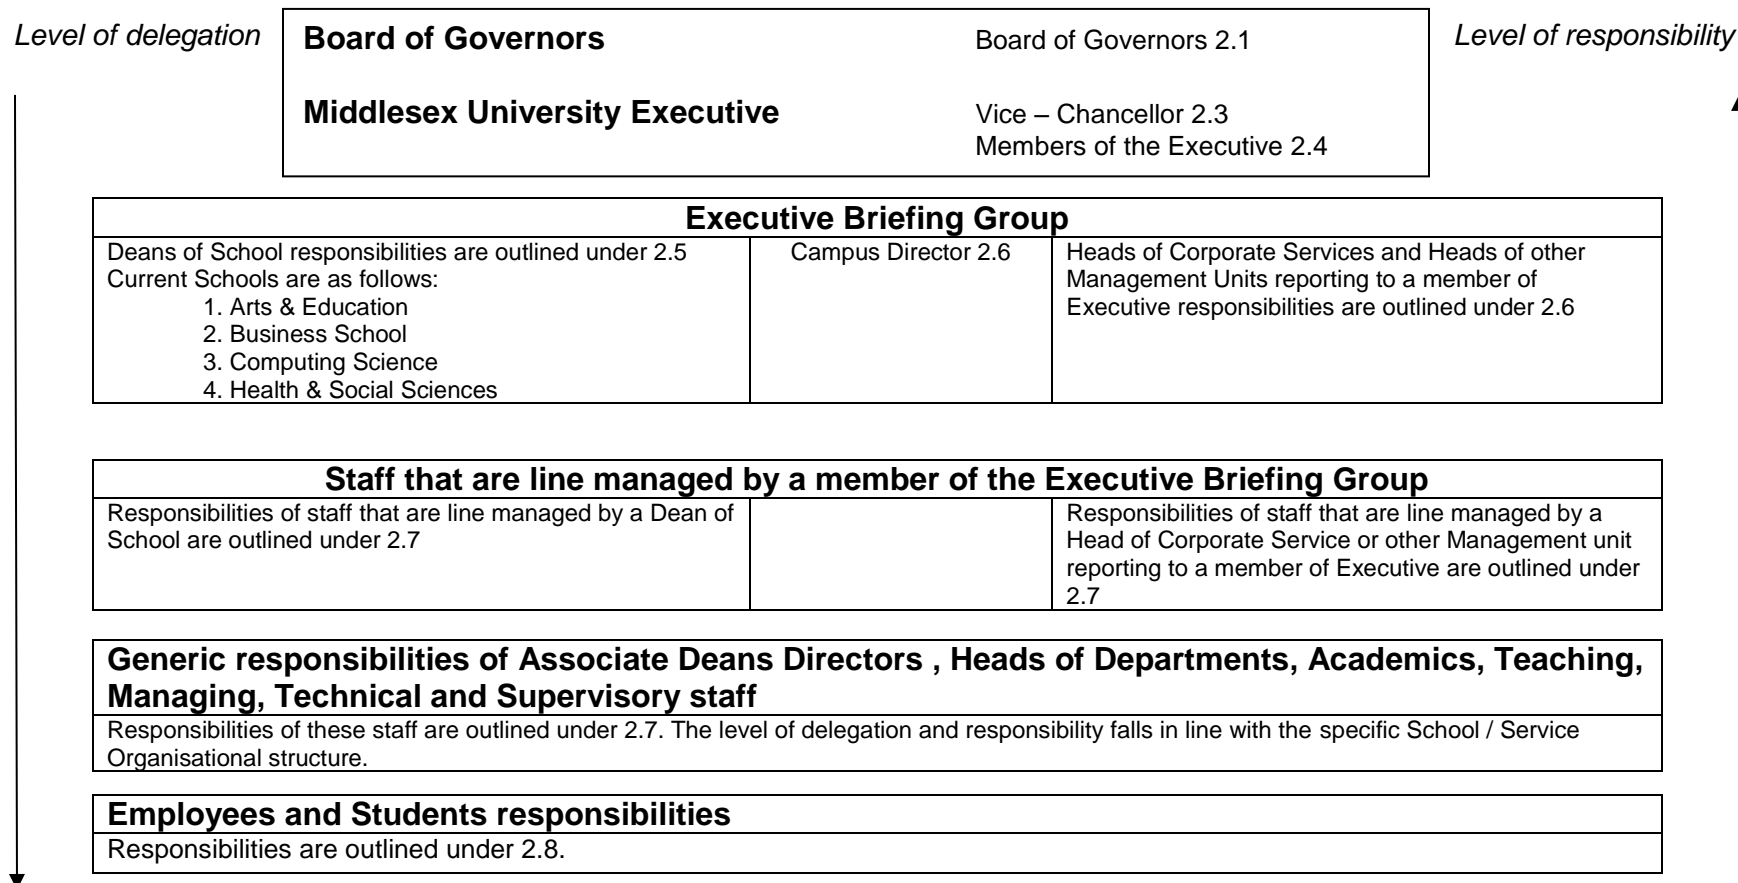 Level of delegation
Board of Governors Board of Governors 2.1
Level of responsibility
Middlesex University Executive Vice – Chancellor 2.3
Members of the Executive 2.4
Executive Briefing Group
Deans of School responsibilities are outlined under 2.5
Current Schools are as follows:
1. Arts & Education
2. Business School
3. Computing Science
4. Health & Social Sciences
Campus Director 2.6
Heads of Corporate Services and Heads of other
Management Units reporting to a member of
Executive responsibilities are outlined under 2.6
Staff that are line managed by a member of the Executive Briefing Group
Responsibilities of staff that are line managed by a Dean of
School are outlined under 2.7
Responsibilities of staff that are line managed by a
Head of Corporate Service or other Management unit
reporting to a member of Executive are outlined under
2.7
Generic responsibilities of Associate Deans Directors , Heads of Departments, Academics, Teaching,
Managing, Technical and Supervisory staff
Responsibilities of these staff are outlined under 2.7. The level of delegation and responsibility falls in line with the specific School / Service
Organisational structure.
Employees and Students responsibilities
Responsibilities are outlined under 2.8.